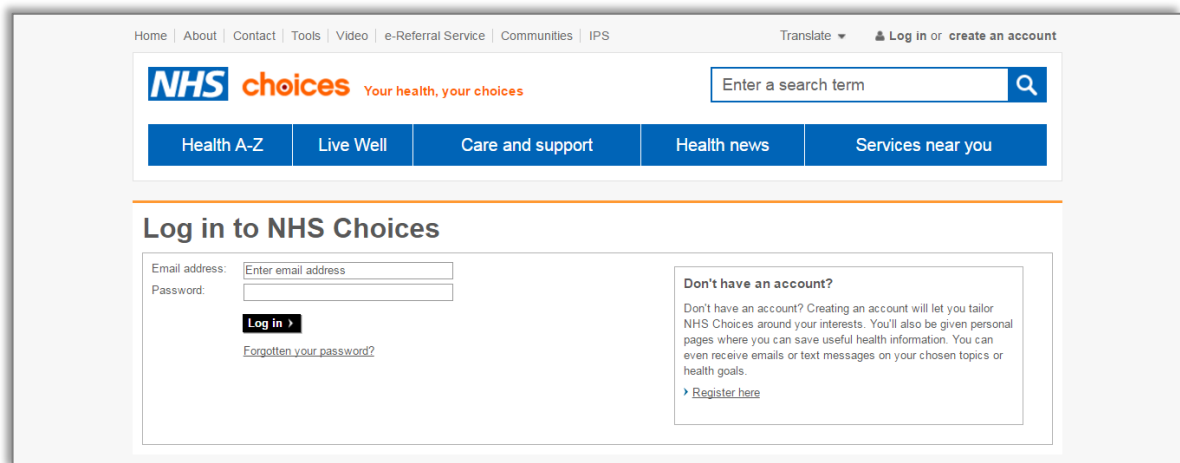 Home About Contact Tools Video e-Referral Service Communities IPS Translate Log in or create an account
NHS choices Your health, your choices Enter a search term
Health A-Z Live Well Care and support Health news Services near you
Log in to NHS Choices
Email address: Enter email address
Password:
Log in
Forgotten your password?
Don't have an account?
Don't have an account? Creating an account will let you tailor
NHS Choices around your interests. You'll also be given personal
pages where you can save useful health information. You can
even receive emails or text messages on your chosen topics or
health goals.
Register here